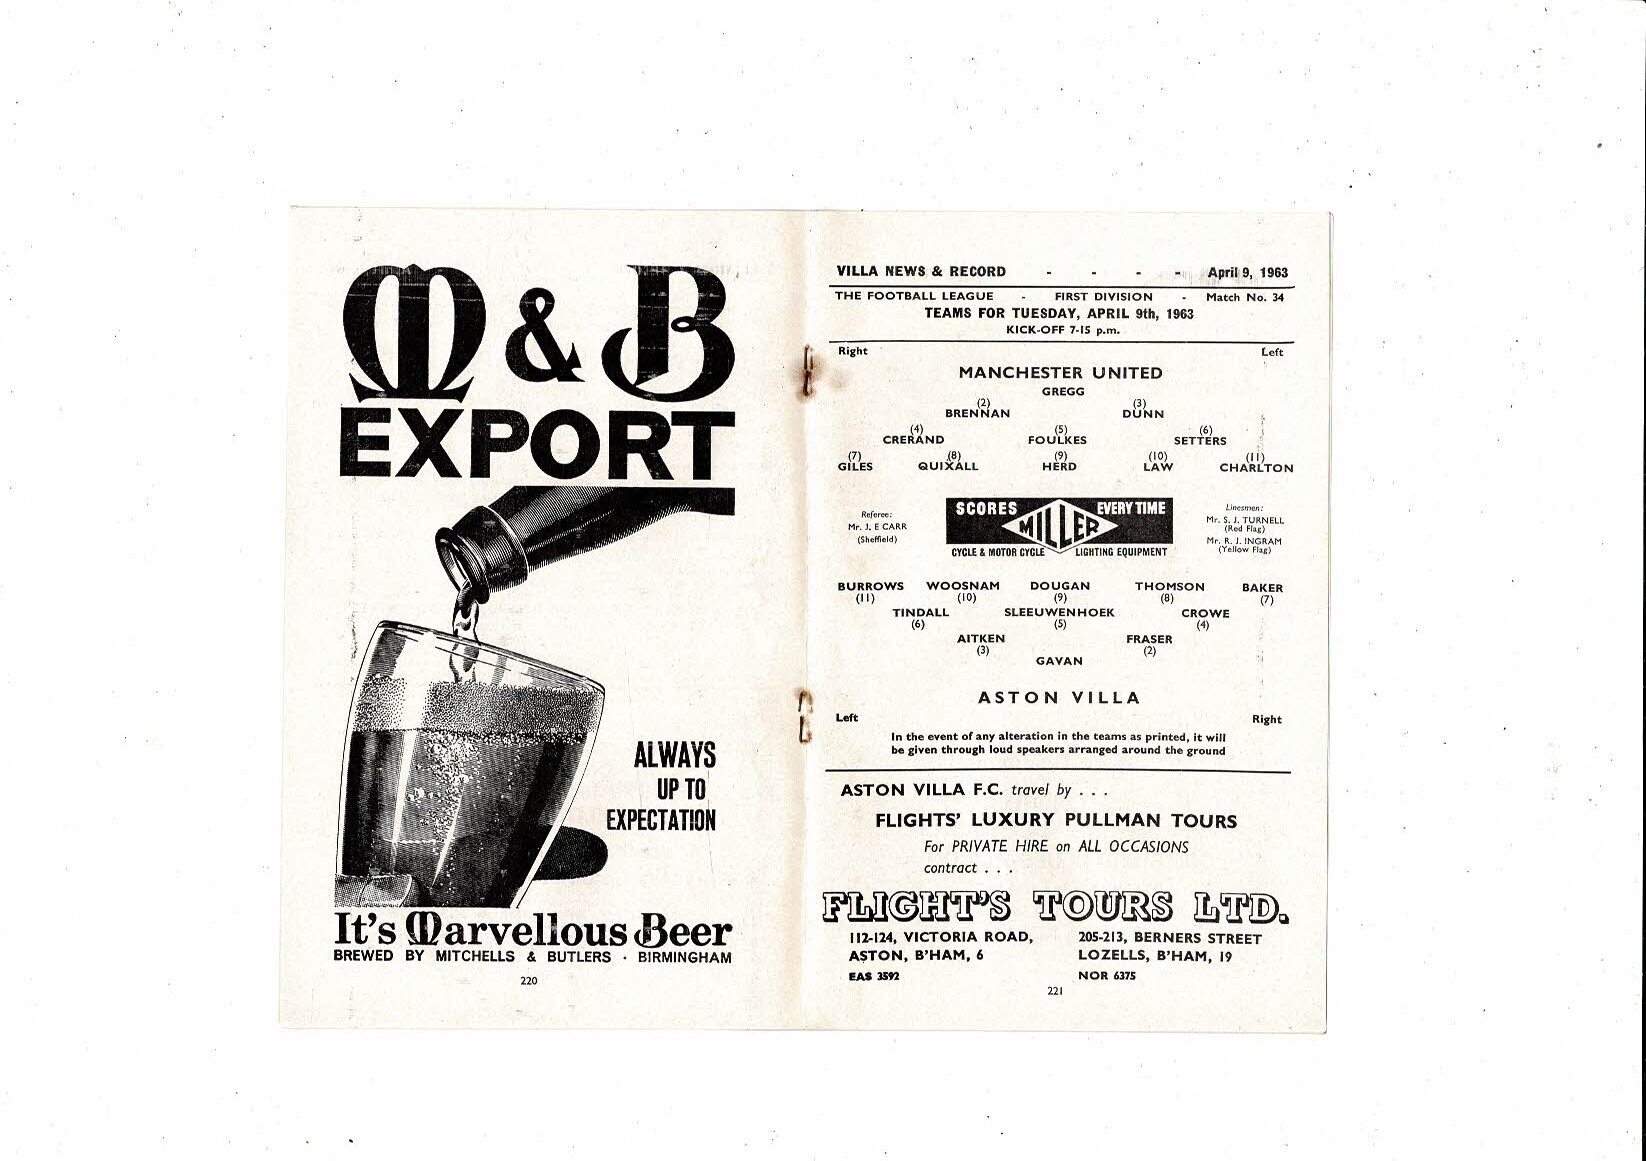 M & B
EXPORT
ALWAYS
UP TO
EXPECTATION
It's Marvellous Beer
BREWED BY MITCHELLS & BUTLERS · BIRMINGHAM
220
VILLA NEWS & RECORD - - - - April 9, 1963
THE FOOTBALL LEAGUE - FIRST DIVISION - Match No. 34
TEAMS FOR TUESDAY, APRIL 9th, 1963
KICK-OFF 7-15 p.m.
Right Left
MANCHESTER UNITED
GREGG
(2) (3)
BRENNAN DUNN
(4) (5) (6)
CRERAND FOULKES SETTERS
(7) (8) (9) (10) (11)
GILES QUIXALL HERD LAW CHARLTON
Referee:
Mr. J. E CARR
(Sheffield)
SCORES MILLER EVERY TIME
CYCLE & MOTOR CYCLE LIGHTING EQUIPMENT
Linesmen:
Mr. S. J. TURNELL
(Red Flag)
Mr. R. J. INGRAM
(Yellow Flag)
BURROWS WOOSNAM DOUGAN THOMSON BAKER
(11) (10) (9) (8) (7)
TINDALL SLEEUWENHOEK CROWE
(6) (5) (4)
AITKEN FRASER
(3) (2)
GAVAN
ASTON VILLA
Left Right
In the event of any alteration in the teams as printed, it will
be given through loud speakers arranged around the ground
ASTON VILLA F.C. travel by . . .
FLIGHTS' LUXURY PULLMAN TOURS
For PRIVATE HIRE on ALL OCCASIONS
contract . . .
FLIGHT'S TOURS LTD.
112-124, VICTORIA ROAD, 205-213, BERNERS STREET
ASTON, B'HAM, 6 LOZELLS, B'HAM, 19
EAS 3592 NOR 6375
221